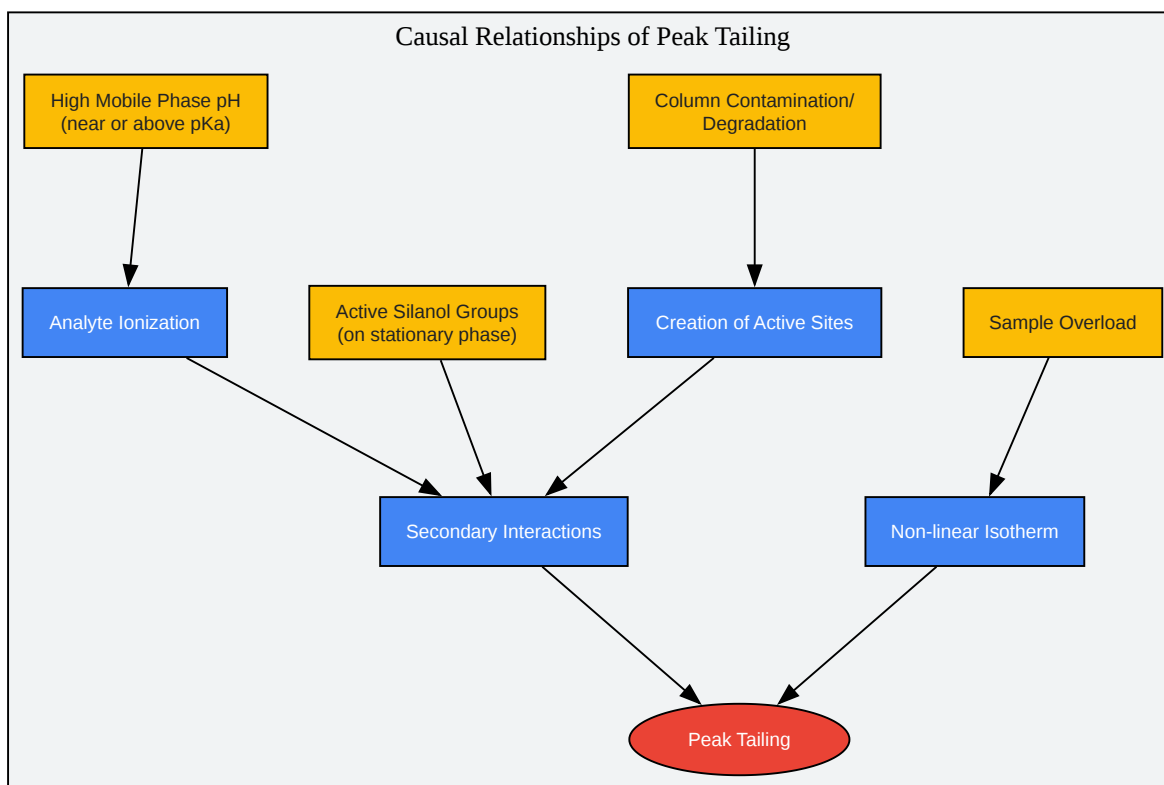 Causal Relationships of Peak Tailing
High Mobile Phase pH
(near or above pKa)
Column Contamination/
Degradation
Analyte Ionization
Active Silanol Groups
(on stationary phase)
Creation of Active Sites
Sample Overload
Secondary Interactions
Non-linear Isotherm
Peak Tailing